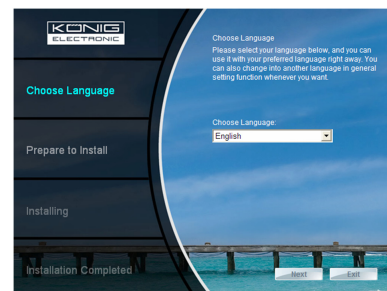 KÖNIG
ELECTRONIC
Choose Language
Prepare to Install
Installing
Installation Completed
Choose Language
Please select your language below, and you can
use it with your preferred language right away. You
can also change into another language in general
setting function whenever you want.
Choose Language:
English
Next
Exit